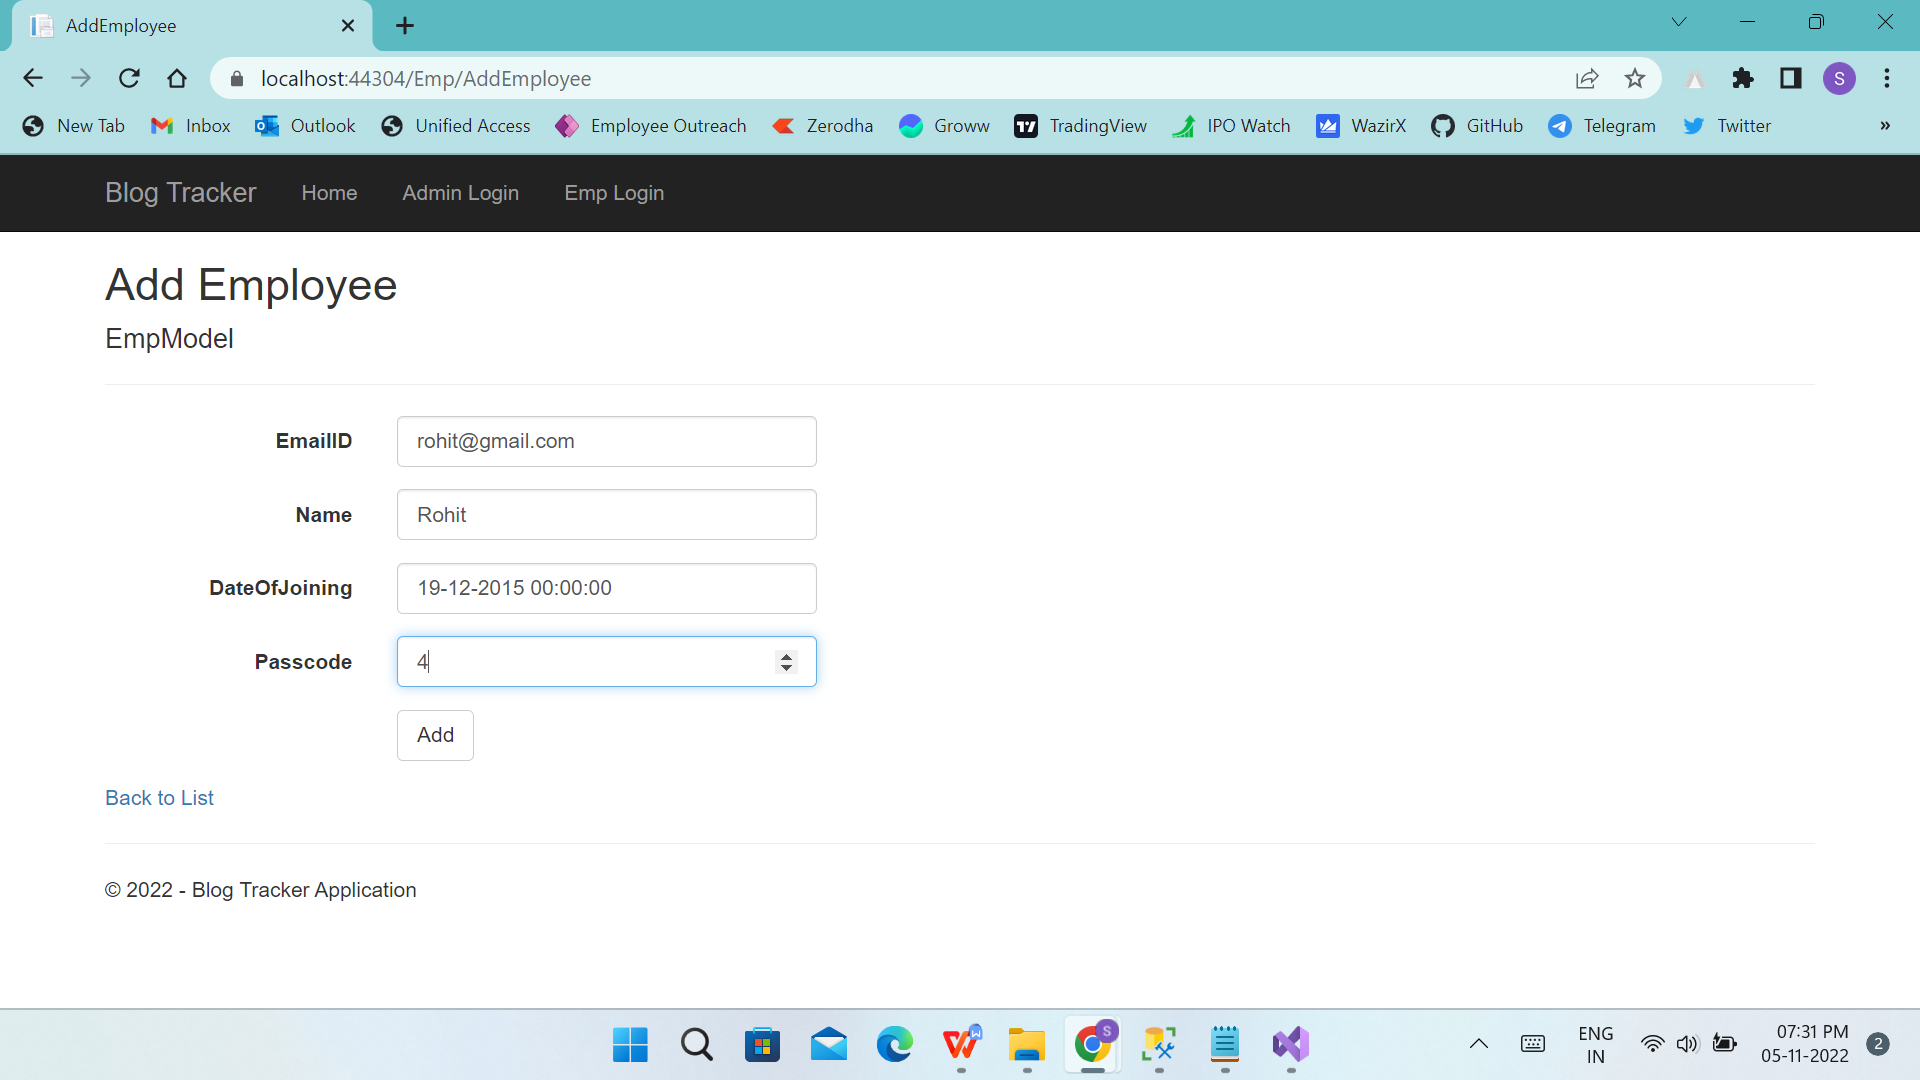 AddEmployee
localhost:44304/Emp/AddEmployee
S
New Tab Inbox Outlook Unified Access Employee Outreach Zerodha Groww TradingView IPO Watch WazirX GitHub Telegram Twitter »
Blog Tracker Home Admin Login Emp Login
Add Employee
EmpModel
EmailID rohit@gmail.com
Name Rohit
DateOfJoining 19-12-2015 00:00:00
Passcode 4
Add
Back to List
© 2022 - Blog Tracker Application
S
ENG
IN
07:31 PM
05-11-2022
2